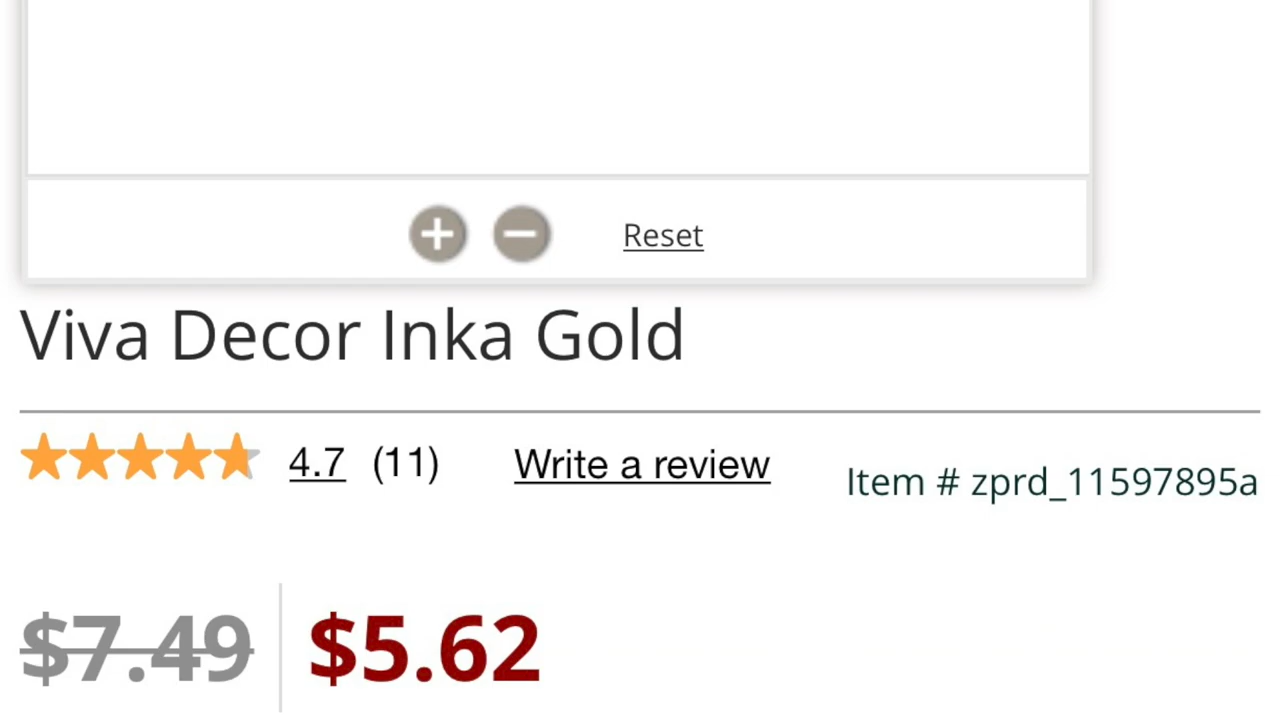 Reset
Viva Decor Inka Gold
4.7 (11) Write a review Item # zprd_11597895a
$7.49 $5.62